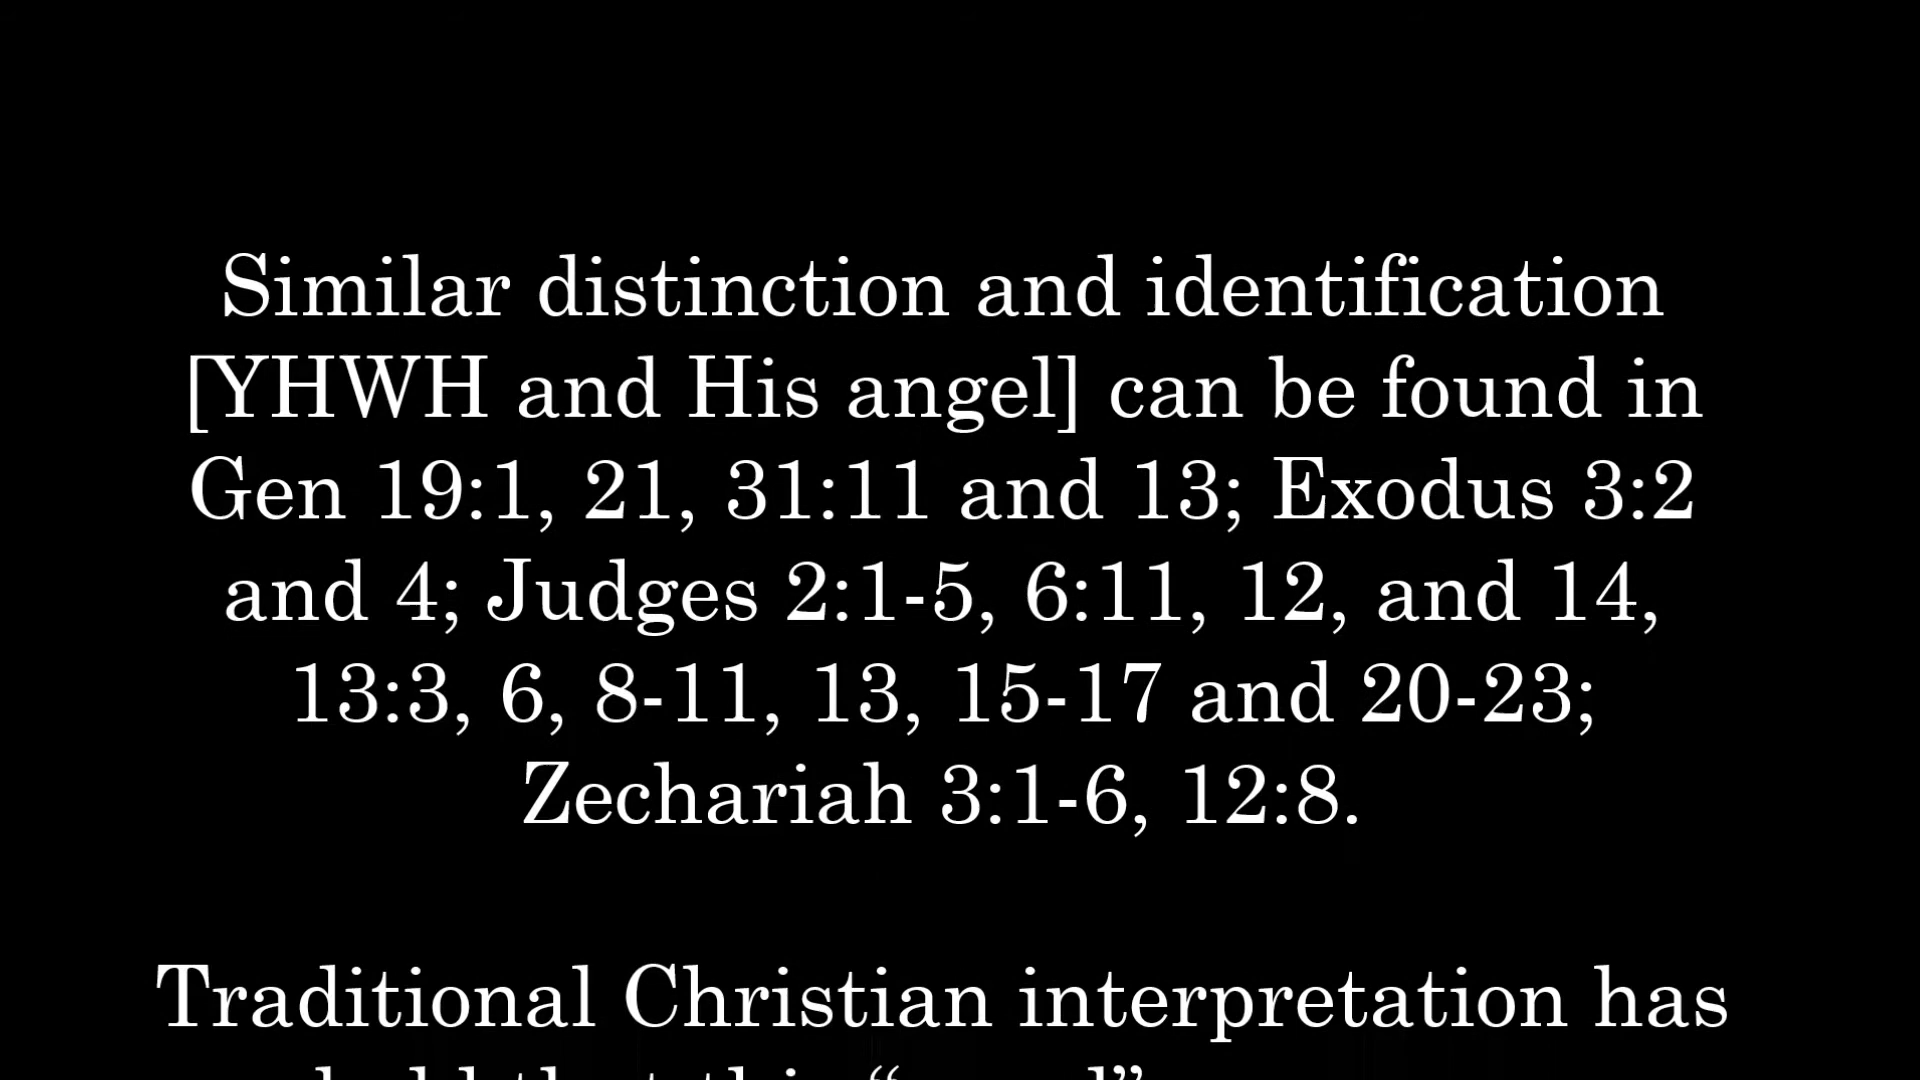 Similar distinction and identification
[YHWH and His angel] can be found in
Gen 19:1, 21, 31:11 and 13; Exodus 3:2
and 4; Judges 2:1-5, 6:11, 12, and 14,
13:3, 6, 8-11, 13, 15-17 and 20-23;
Zechariah 3:1-6, 12:8.
Traditional Christian interpretation has